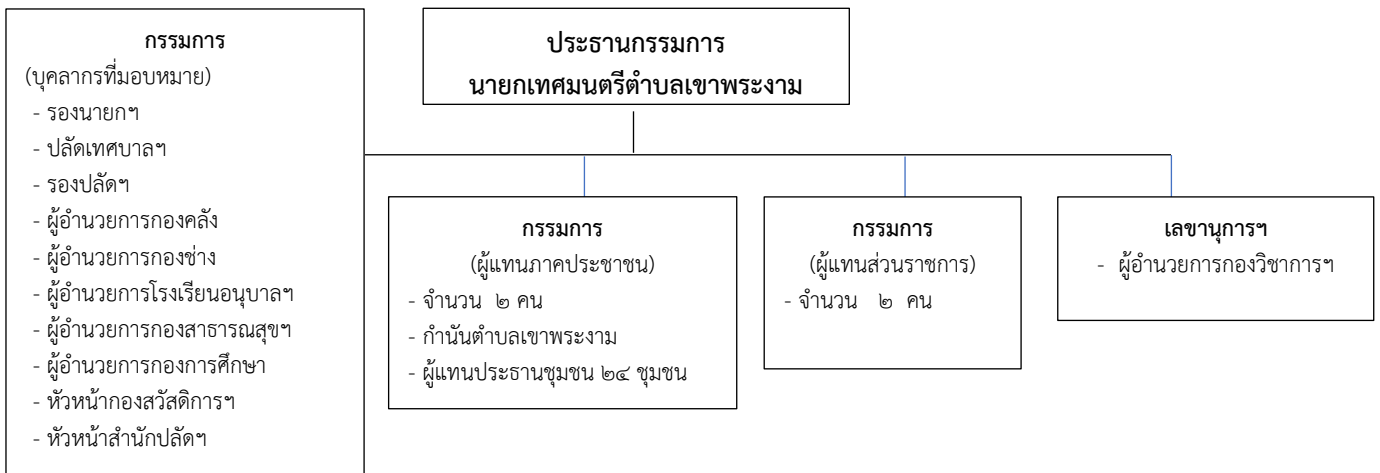 กรรมการ
(บุคลากรที่มอบหมาย)
- รองนายกฯ
- ปลัดเทศบาลฯ
- รองปลัดฯ
- ผู้อำนวยการกองคลัง
- ผู้อำนวยการกองช่าง
- ผู้อำนวยการโรงเรียนอนุบาลฯ
- ผู้อำนวยการกองสาธารณสุขฯ
- ผู้อำนวยการกองการศึกษา
- หัวหน้ากองสวัสดิการฯ
- หัวหน้าสำนักปลัดฯ
ประธานกรรมการ
นายกเทศมนตรีตำบลเขาพระงาม
กรรมการ
(ผู้แทนภาคประชาชน)
- จำนวน ๒ คน
- กำนันตำบลเขาพระงาม
- ผู้แทนประธานชุมชน ๒๔ ชุมชน
กรรมการ
(ผู้แทนส่วนราชการ)
- จำนวน ๒ คน
เลขานุการฯ
- ผู้อำนวยการกองวิชาการฯ